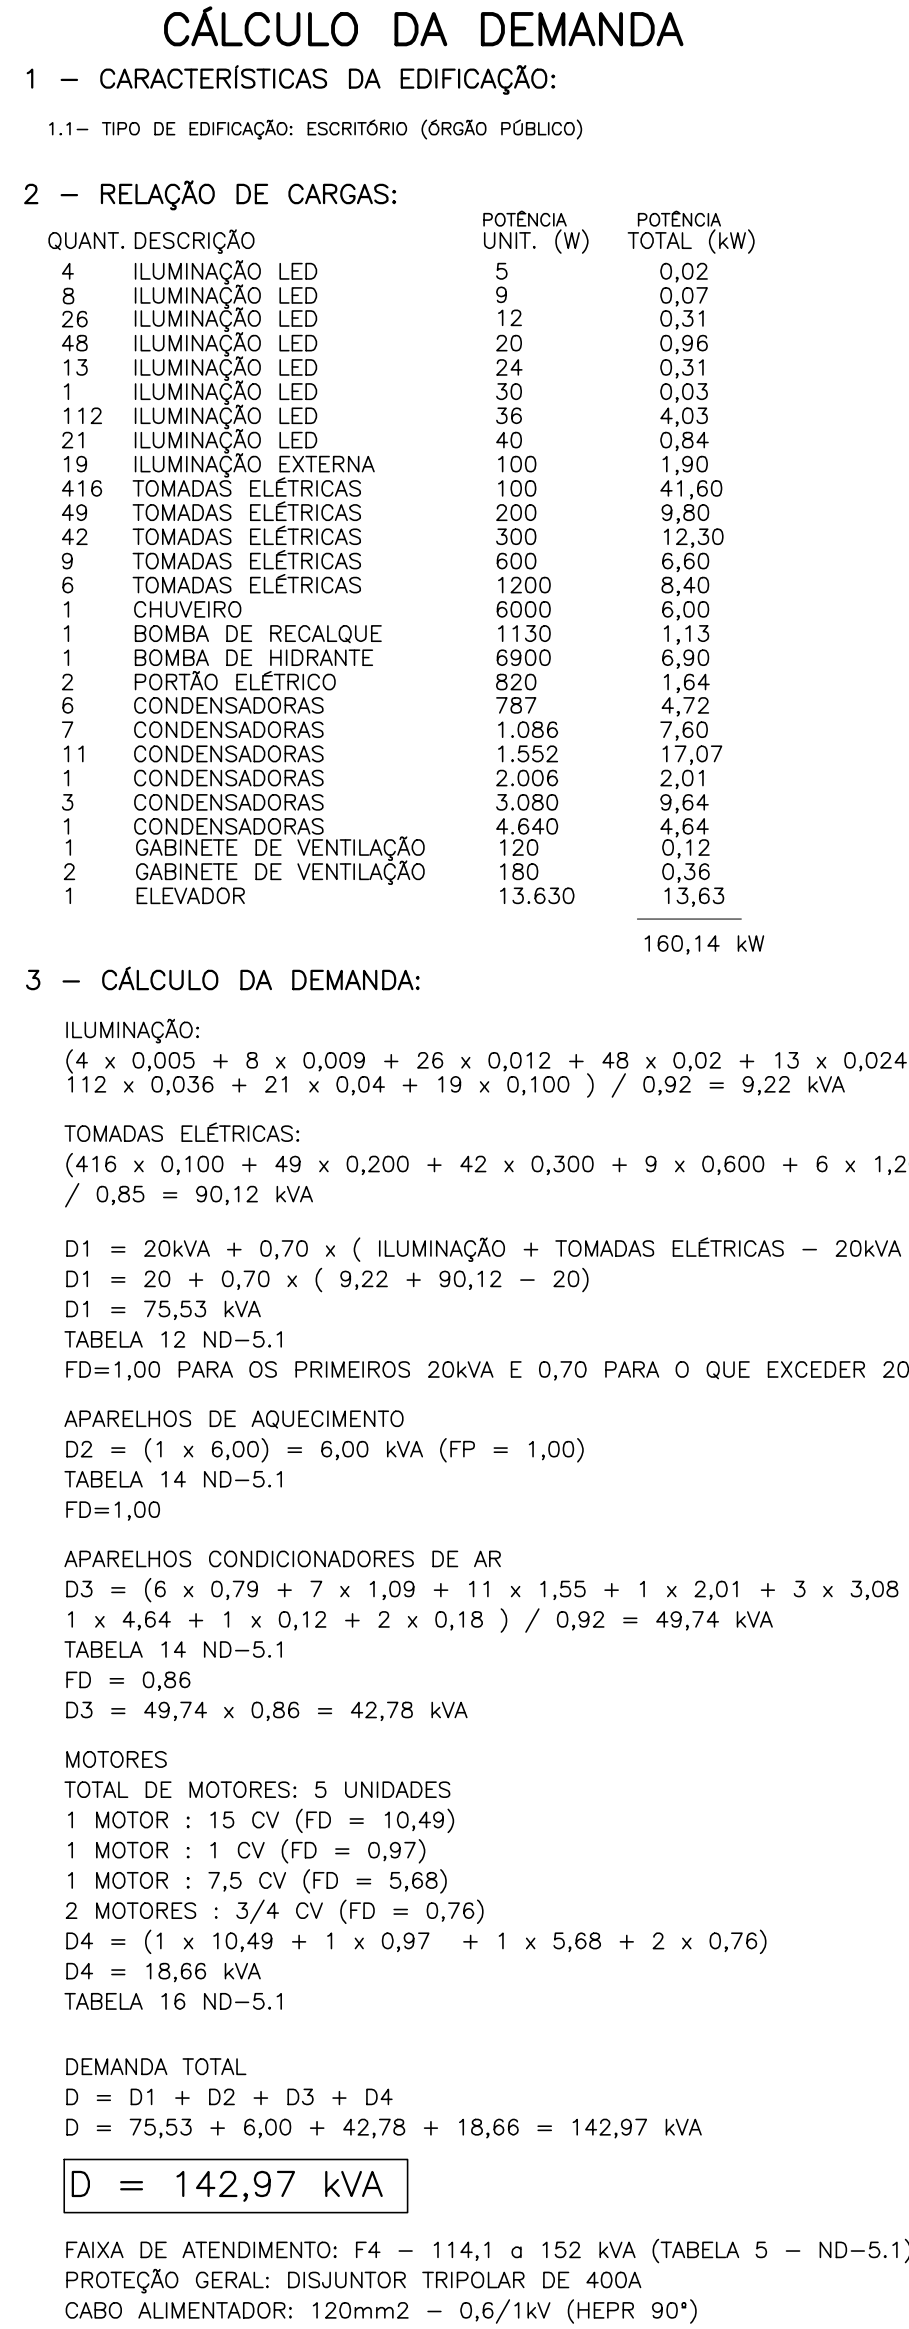 CÁLCULO DA DEMANDA
1 – CARACTERÍSTICAS DA EDIFICAÇÃO:
1.1– TIPO DE EDIFICAÇÃO: ESCRITÓRIO (ÓRGÃO PÚBLICO)
2 – RELAÇÃO DE CARGAS:
QUANT. DESCRIÇÃO POTÊNCIA UNIT. (W) POTÊNCIA TOTAL (kW)
4 ILUMINAÇÃO LED 5 0,02
8 ILUMINAÇÃO LED 9 0,07
26 ILUMINAÇÃO LED 12 0,31
48 ILUMINAÇÃO LED 20 0,96
13 ILUMINAÇÃO LED 24 0,31
1 ILUMINAÇÃO LED 30 0,03
112 ILUMINAÇÃO LED 36 4,03
21 ILUMINAÇÃO LED 40 0,84
19 ILUMINAÇÃO EXTERNA 100 1,90
416 TOMADAS ELÉTRICAS 100 41,60
49 TOMADAS ELÉTRICAS 200 9,80
42 TOMADAS ELÉTRICAS 300 12,30
9 TOMADAS ELÉTRICAS 600 6,60
6 TOMADAS ELÉTRICAS 1200 8,40
1 CHUVEIRO 6000 6,00
1 BOMBA DE RECALQUE 1130 1,13
1 BOMBA DE HIDRANTE 6900 6,90
2 PORTÃO ELÉTRICO 820 1,64
6 CONDENSADORAS 787 4,72
7 CONDENSADORAS 1.086 7,60
11 CONDENSADORAS 1.552 17,07
1 CONDENSADORAS 2.006 2,01
3 CONDENSADORAS 3.080 9,64
1 CONDENSADORAS 4.640 4,64
1 GABINETE DE VENTILAÇÃO 120 0,12
2 GABINETE DE VENTILAÇÃO 180 0,36
1 ELEVADOR 13.630 13,63
160,14 kW
3 – CÁLCULO DA DEMANDA:
ILUMINAÇÃO:
(4 x 0,005 + 8 x 0,009 + 26 x 0,012 + 48 x 0,02 + 13 x 0,024
112 x 0,036 + 21 x 0,04 + 19 x 0,100 ) / 0,92 = 9,22 kVA
TOMADAS ELÉTRICAS:
(416 x 0,100 + 49 x 0,200 + 42 x 0,300 + 9 x 0,600 + 6 x 1,2
/ 0,85 = 90,12 kVA
D1 = 20kVA + 0,70 x ( ILUMINAÇÃO + TOMADAS ELÉTRICAS – 20kVA
D1 = 20 + 0,70 x ( 9,22 + 90,12 – 20)
D1 = 75,53 kVA
TABELA 12 ND–5.1
FD=1,00 PARA OS PRIMEIROS 20kVA E 0,70 PARA O QUE EXCEDER 20
APARELHOS DE AQUECIMENTO
D2 = (1 x 6,00) = 6,00 kVA (FP = 1,00)
TABELA 14 ND–5.1
FD=1,00
APARELHOS CONDICIONADORES DE AR
D3 = (6 x 0,79 + 7 x 1,09 + 11 x 1,55 + 1 x 2,01 + 3 x 3,08
1 x 4,64 + 1 x 0,12 + 2 x 0,18 ) / 0,92 = 49,74 kVA
TABELA 14 ND–5.1
FD = 0,86
D3 = 49,74 x 0,86 = 42,78 kVA
MOTORES
TOTAL DE MOTORES: 5 UNIDADES
1 MOTOR : 15 CV (FD = 10,49)
1 MOTOR : 1 CV (FD = 0,97)
1 MOTOR : 7,5 CV (FD = 5,68)
2 MOTORES : 3/4 CV (FD = 0,76)
D4 = (1 x 10,49 + 1 x 0,97 + 1 x 5,68 + 2 x 0,76)
D4 = 18,66 kVA
TABELA 16 ND–5.1
DEMANDA TOTAL
D = D1 + D2 + D3 + D4
D = 75,53 + 6,00 + 42,78 + 18,66 = 142,97 kVA
D = 142,97 kVA
FAIXA DE ATENDIMENTO: F4 – 114,1 a 152 kVA (TABELA 5 – ND–5.1)
PROTEÇÃO GERAL: DISJUNTOR TRIPOLAR DE 400A
CABO ALIMENTADOR: 120mm2 – 0,6/1kV (HEPR 90°)